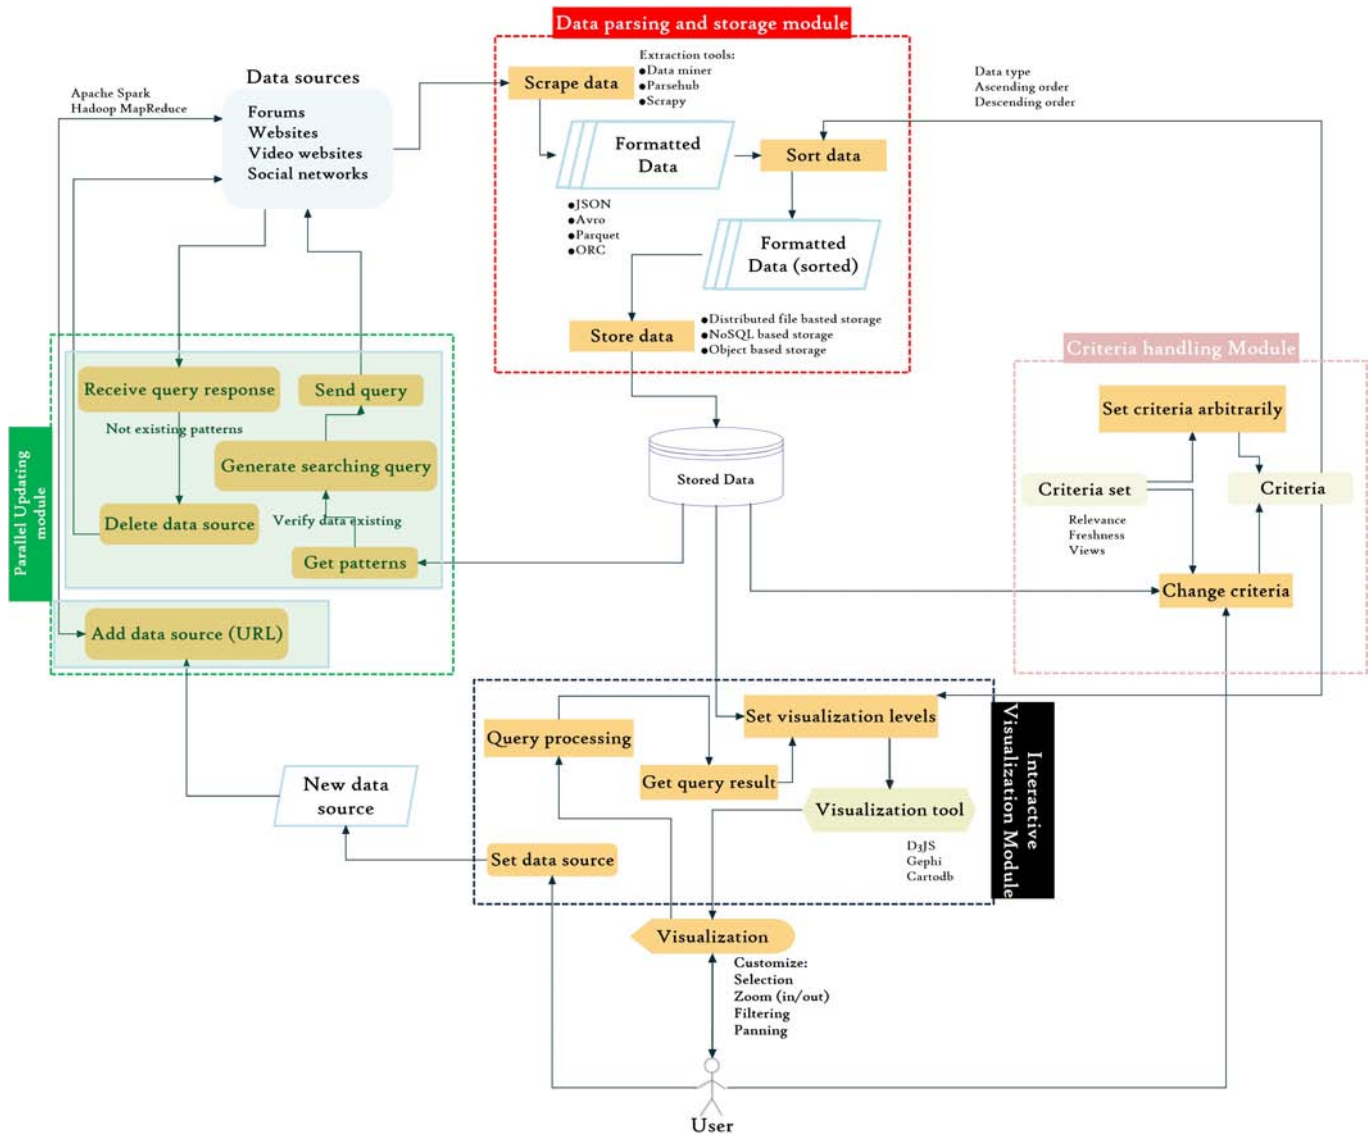 Data parsing and storage module
Extraction tools:
●Data miner
●Parsehub
●Scrapy
Scrape data
Data sources
Forums
Websites
Video websites
Social networks
Apache Spark
Hadoop MapReduce
Data type
Ascending order
Descending order
Formatted
Data
Sort data
●JSON
●Avro
●Parquet
●ORC
Formatted
Data (sorted)
Store data
●Distributed file basted storage
●NoSQL based storage
●Object based storage
Criteria handling Module
Set criteria arbitrarily
Criteria set
Criteria
Relevance
Freshness
Views
Change criteria
Parallel Updating
module
Receive query response
Send query
Not existing patterns
Generate searching query
Delete data source
Verify data existing
Get patterns
Add data source (URL)
Stored Data
Interactive
Visualization Module
Query processing
Set visualization levels
Get query result
Visualization tool
D3JS
Gephi
Cartodb
New data
source
Set data source
Visualization
Customize:
Selection
Zoom (in/out)
Filtering
Panning
User